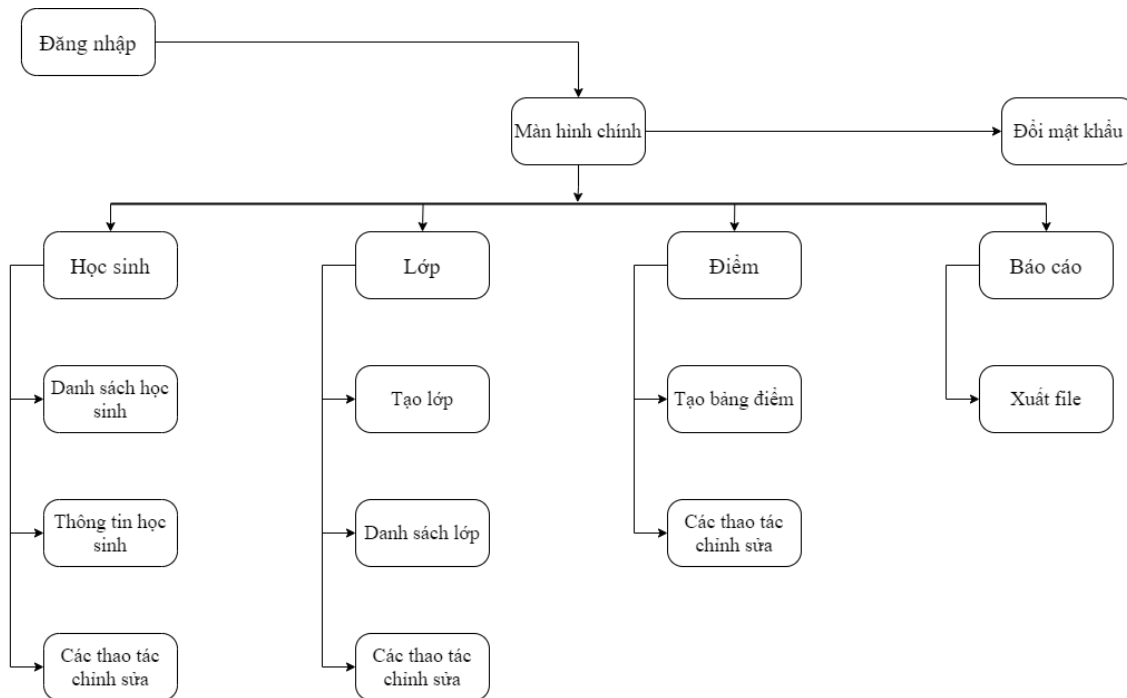 Đăng nhập
Màn hình chính
Đổi mật khẩu
Học sinh
Lớp
Điểm
Báo cáo
Danh sách học
sinh
Tạo lớp
Tạo bảng điểm
Xuất file
Thông tin học
sinh
Danh sách lớp
Các thao tác
chỉnh sửa
Các thao tác
chỉnh sửa
Các thao tác
chỉnh sửa